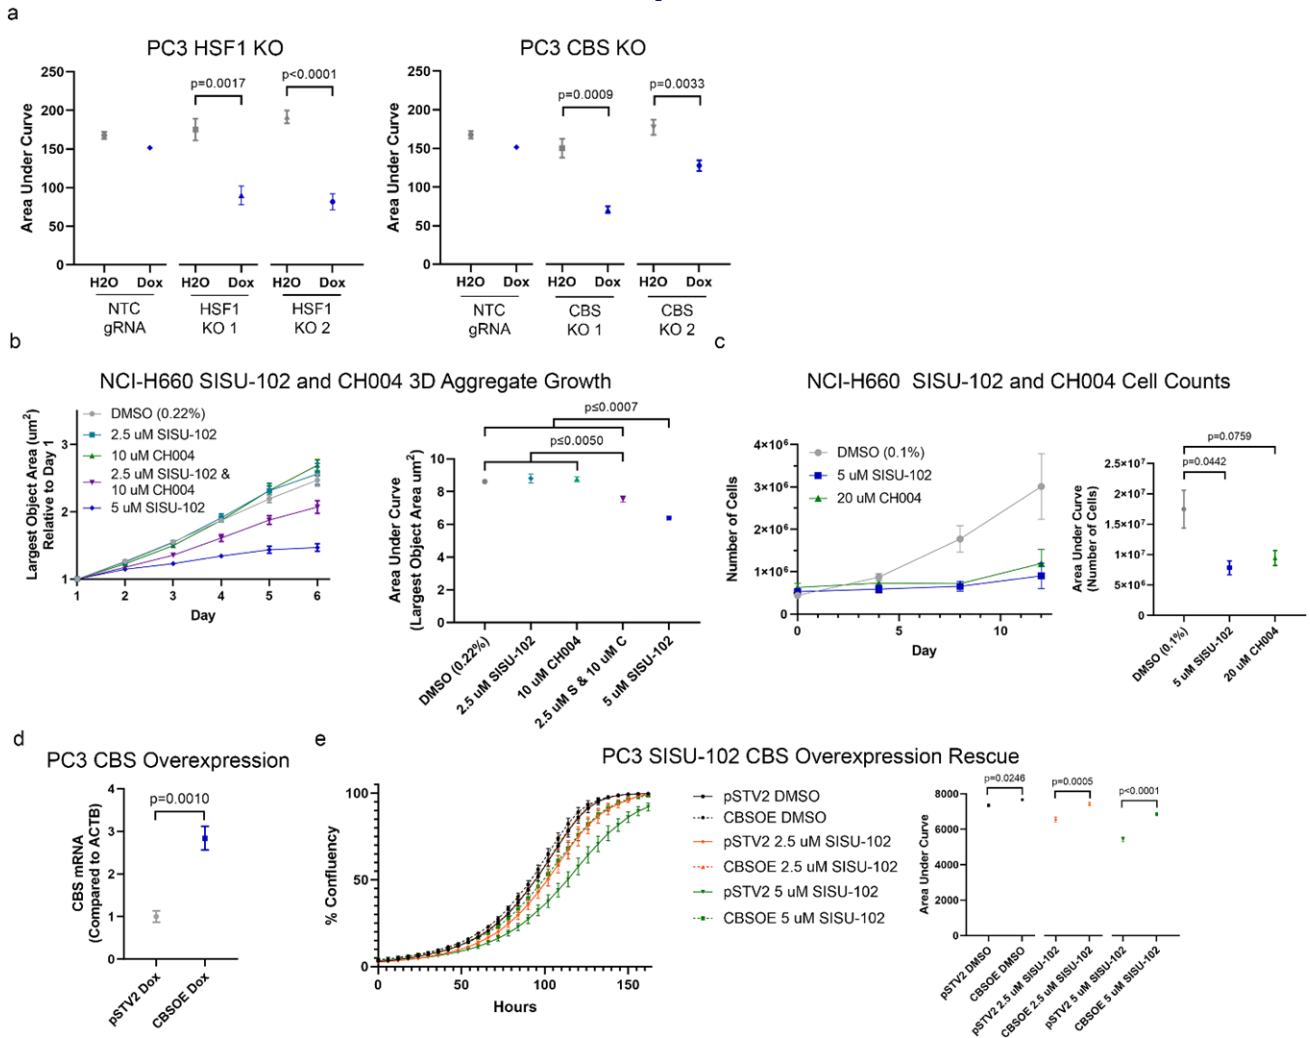 a
PC3 HSF1 KO
Area Under Curve
250
200
150
100
50
0
p=0.0017
p<0.0001
H2O Dox H2O Dox H2O Dox
NTC gRNA
HSF1 KO 1
HSF1 KO 2
PC3 CBS KO
Area Under Curve
250
200
150
100
50
0
p=0.0009
p=0.0033
H2O Dox H2O Dox H2O Dox
NTC gRNA
CBS KO 1
CBS KO 2
b
NCI-H660 SISU-102 and CH004 3D Aggregate Growth
Largest Object Area (um²)
Relative to Day 1
3
2
1
DMSO (0.22%)
2.5 uM SISU-102
10 uM CH004
2.5 uM SISU-102 &
10 uM CH004
5 uM SISU-102
1 2 3 4 5 6
Day
Area Under Curve
(Largest Object Area um²)
10
8
6
4
2
0
p≤0.0007
p≤0.0050
DMSO (0.22%)
2.5 uM SISU-102
10 uM CH004
2.5 uM S & 10 uM C
5 uM SISU-102
c
NCI-H660 SISU-102 and CH004 Cell Counts
Number of Cells
4×10⁶
3×10⁶
2×10⁶
1×10⁶
0
DMSO (0.1%)
5 uM SISU-102
20 uM CH004
0 5 10
Day
Area Under Curve
(Number of Cells)
2.5×10⁷
2×10⁷
1.5×10⁷
1×10⁷
5×10⁶
0
p=0.0759
p=0.0442
DMSO (0.1%)
5 uM SISU-102
20 uM CH004
d
PC3 CBS Overexpression
CBS mRNA
(Compared to ACTB)
4
3
2
1
0
p=0.0010
pSTV2 Dox
CBSOE Dox
e
PC3 SISU-102 CBS Overexpression Rescue
% Confluency
100
50
0
0 50 100 150
Hours
pSTV2 DMSO
CBSOE DMSO
pSTV2 2.5 uM SISU-102
CBSOE 2.5 uM SISU-102
pSTV2 5 uM SISU-102
CBSOE 5 uM SISU-102
Area Under Curve
8000
6000
4000
2000
0
p=0.0246
p=0.0005
p<0.0001
pSTV2 DMSO
CBSOE DMSO
pSTV2 2.5 uM SISU-102
CBSOE 2.5 uM SISU-102
pSTV2 5 uM SISU-102
CBSOE 5 uM SISU-102